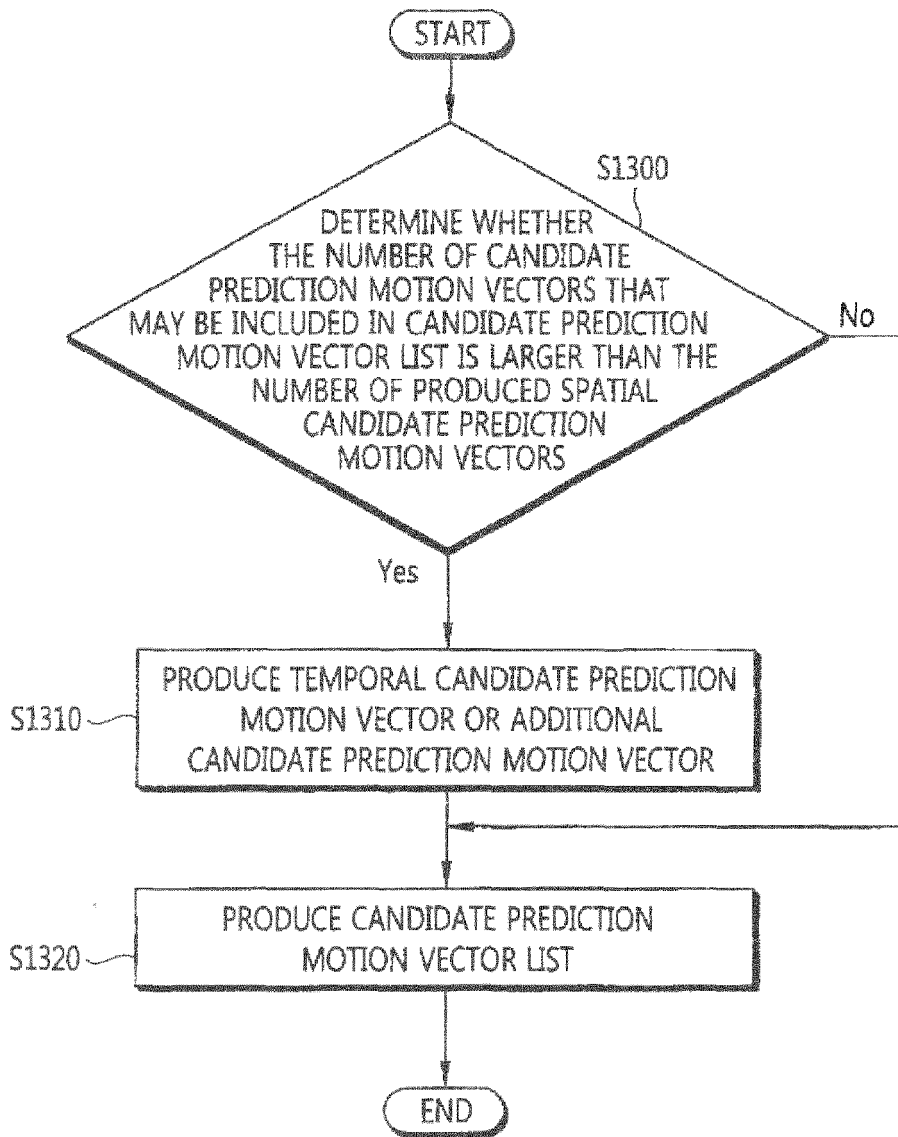 START
S1300
DETERMINE WHETHER
THE NUMBER OF CANDIDATE
PREDICTION MOTION VECTORS THAT
MAY BE INCLUDED IN CANDIDATE PREDICTION
MOTION VECTOR LIST IS LARGER THAN THE
NUMBER OF PRODUCED SPATIAL
CANDIDATE PREDICTION
MOTION VECTORS
No
Yes
PRODUCE TEMPORAL CANDIDATE PREDICTION
MOTION VECTOR OR ADDITIONAL
CANDIDATE PREDICTION MOTION VECTOR
S1310
PRODUCE CANDIDATE PREDICTION
MOTION VECTOR LIST
S1320
END